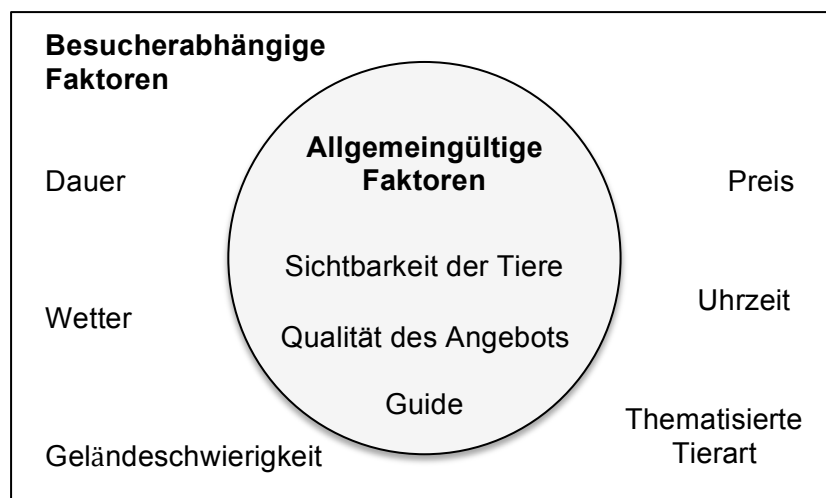 Besucherabhängige
Faktoren
Allgemeingültige
Faktoren
Dauer
Preis
Sichtbarkeit der Tiere
Uhrzeit
Wetter
Qualität des Angebots
Guide
Thematisierte
Tierart
Geländeschwierigkeit